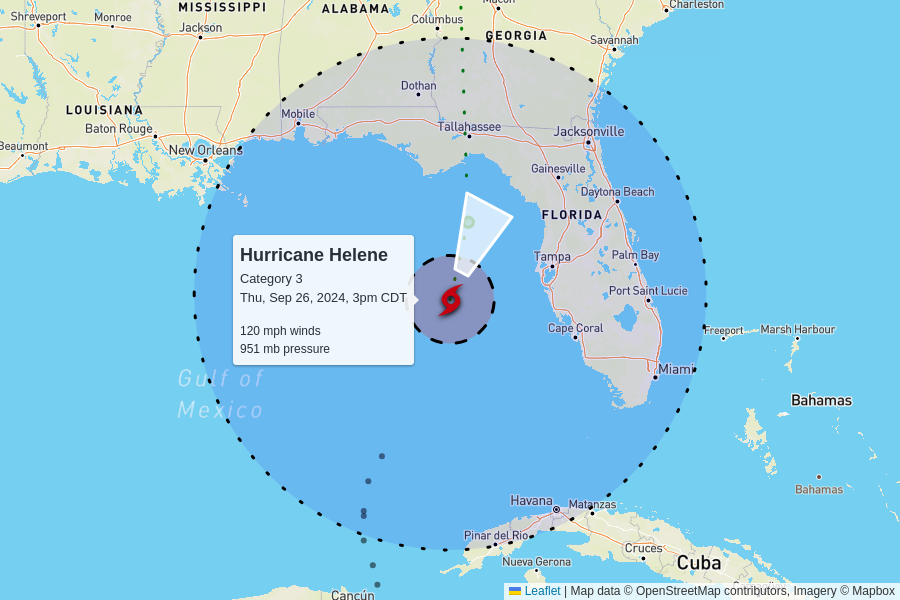 MISSISSIPPI
ALABAMA
Macon
Charleston
Shreveport
Monroe
Jackson
Columbus
GEORGIA
Savannah
Dothan
LOUISIANA
Mobile
Baton Rouge
Tallahassee
Jacksonville
Beaumont
New Orleans
Gainesville
Daytona Beach
FLORIDA
Hurricane Helene
Category 3
Thu, Sep 26, 2024, 3pm CDT
120 mph winds
951 mb pressure
Tampa
Palm Bay
Port Saint Lucie
Cape Coral
Freeport
Marsh Harbour
Miami
Gulf of
Mexico
Bahamas
Bahamas
Havana
Matanzas
Pinar del Río
Cruces
Nueva Gerona
Cuba
Cancún
Leaflet | Map data © OpenStreetMap contributors, Imagery © Mapbox